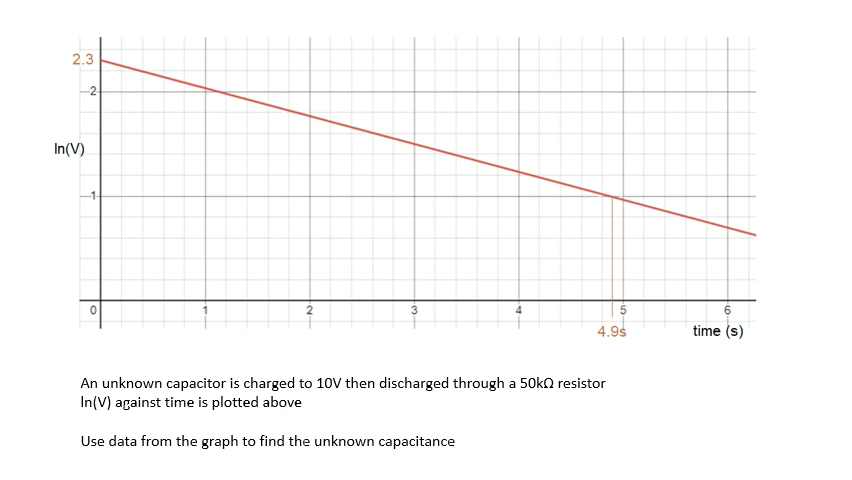 2.3
2
ln(V)
1
0 1 2 3 4 5 6
4.9s time (s)
An unknown capacitor is charged to 10V then discharged through a 50kΩ resistor
ln(V) against time is plotted above
Use data from the graph to find the unknown capacitance